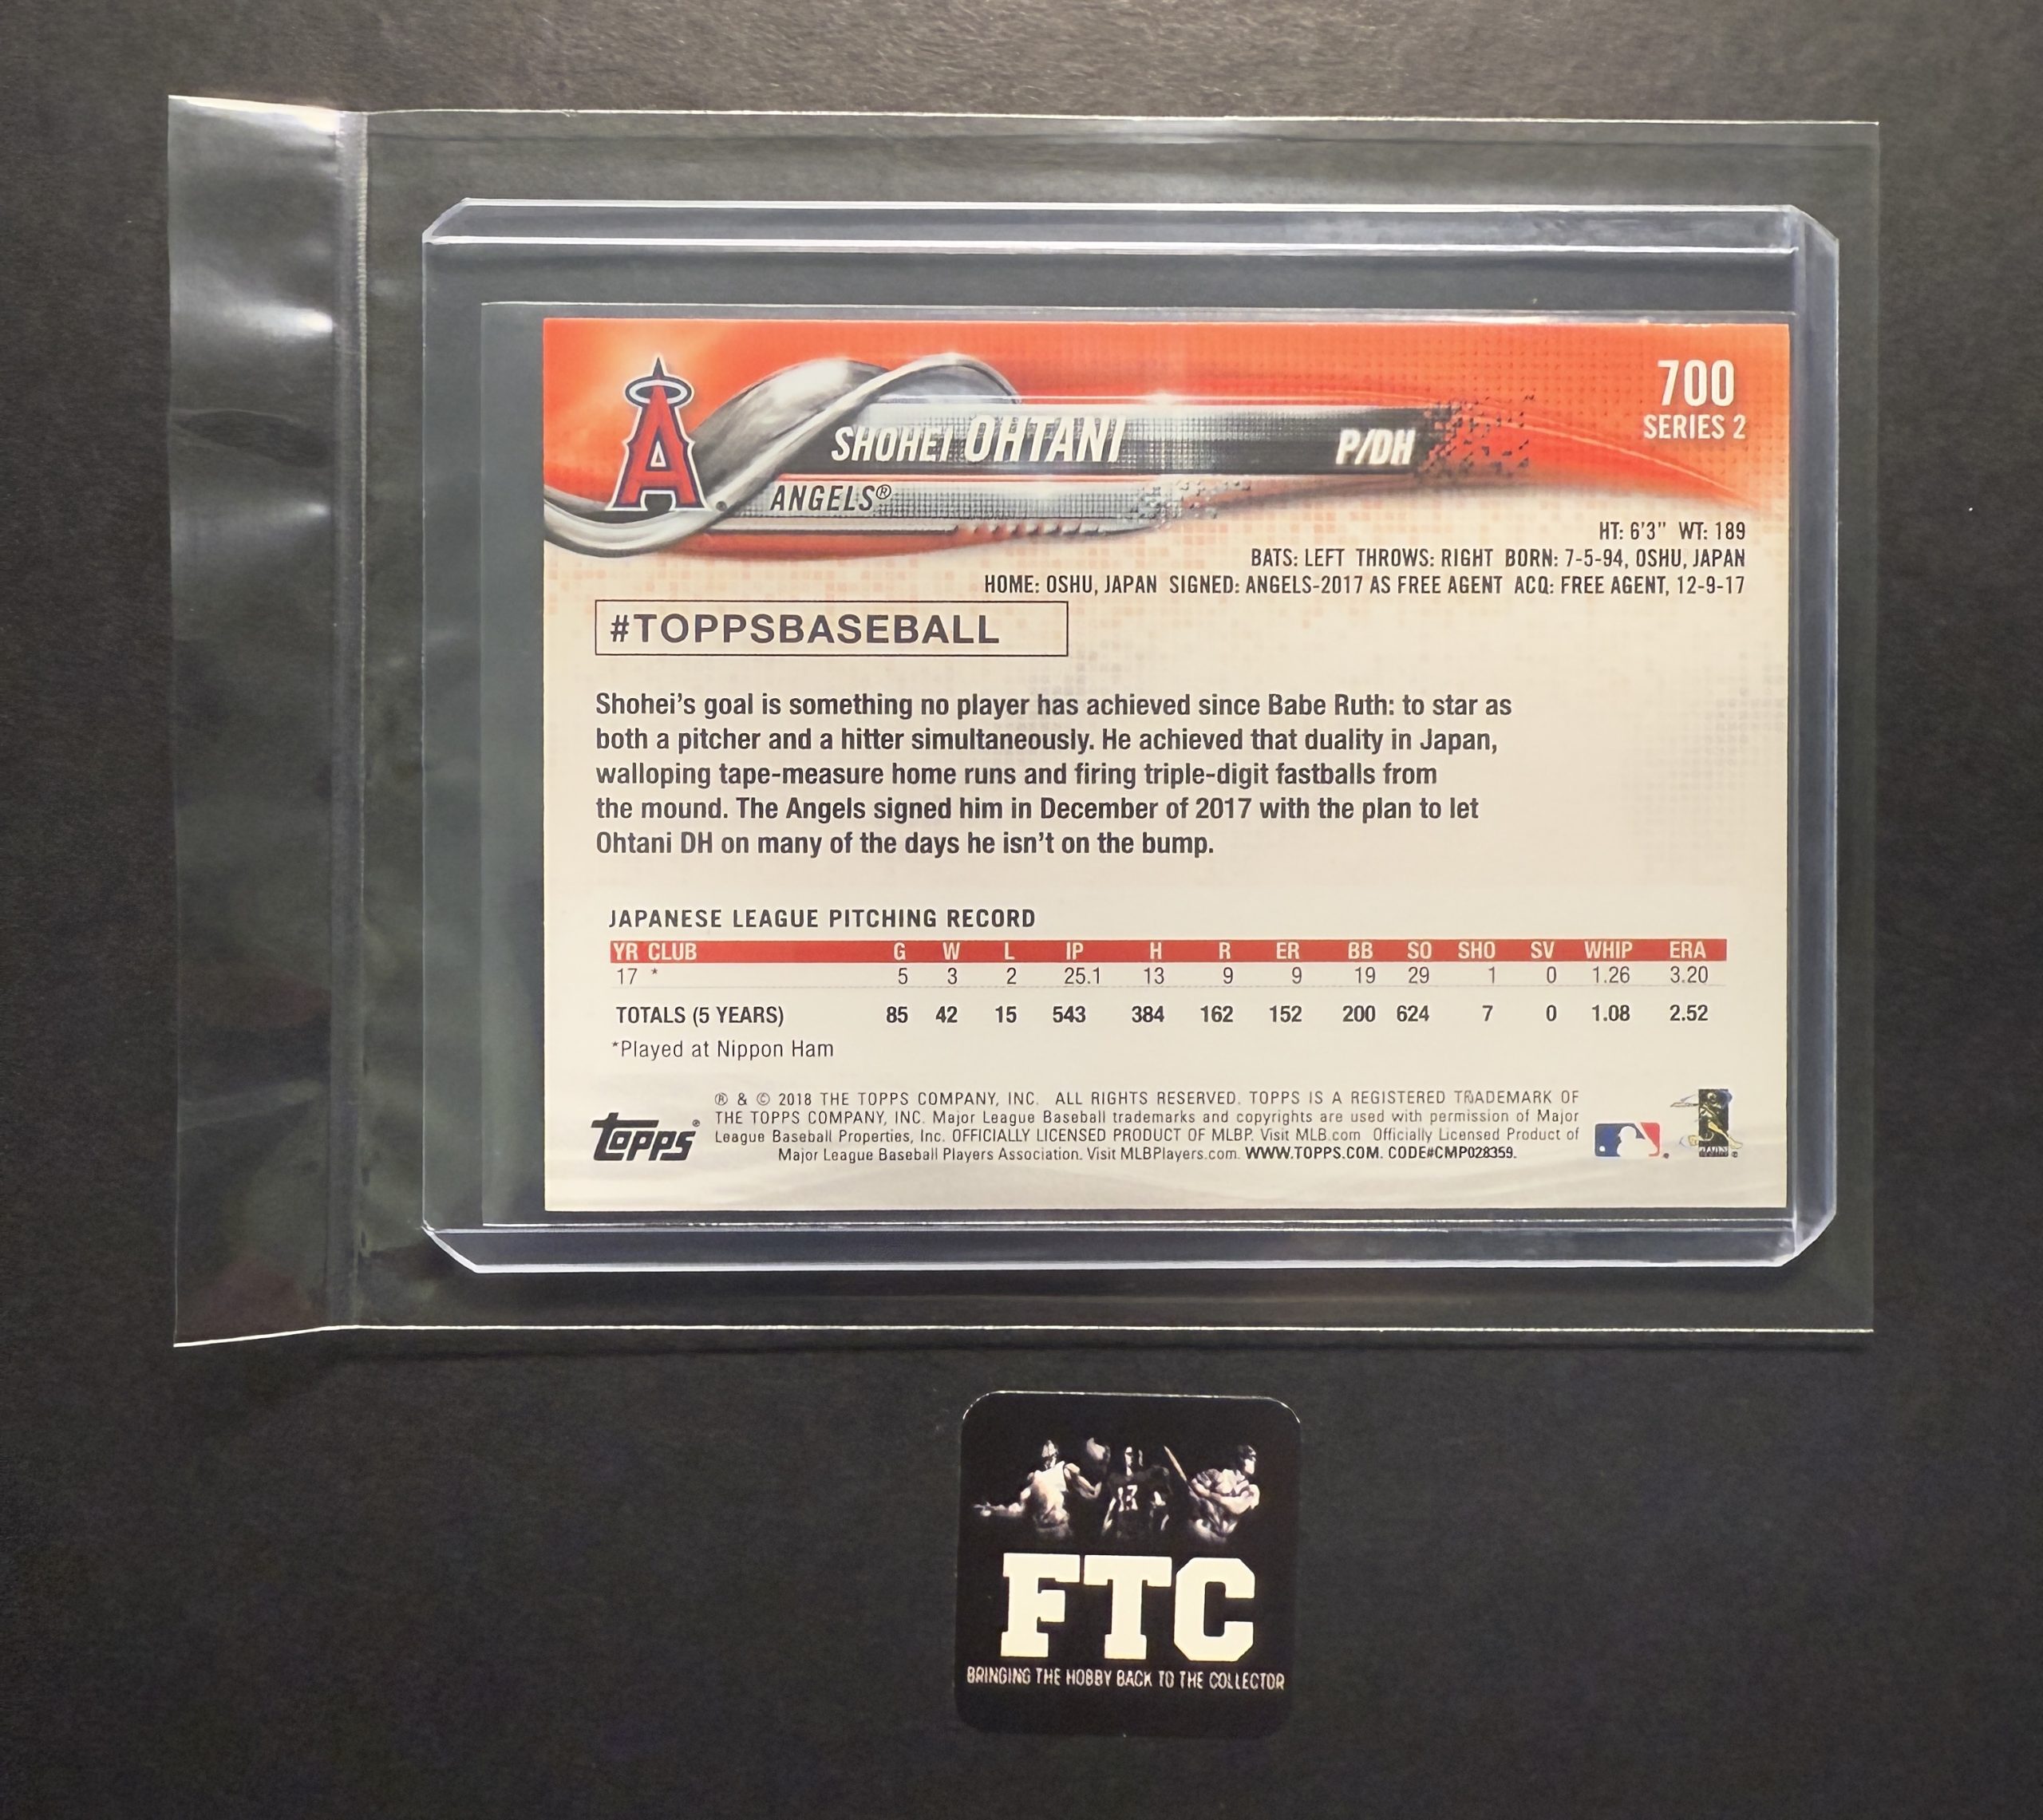 700
SERIES 2
SHOHEI OHTANI P/DH
ANGELS®
HT: 6'3" WT: 189
BATS: LEFT THROWS: RIGHT BORN: 7-5-94, OSHU, JAPAN
HOME: OSHU, JAPAN SIGNED: ANGELS-2017 AS FREE AGENT ACQ: FREE AGENT, 12-9-17
#TOPPSBASEBALL
Shohei's goal is something no player has achieved since Babe Ruth: to star as
both a pitcher and a hitter simultaneously. He achieved that duality in Japan,
walloping tape-measure home runs and firing triple-digit fastballs from
the mound. The Angels signed him in December of 2017 with the plan to let
Ohtani DH on many of the days he isn't on the bump.
JAPANESE LEAGUE PITCHING RECORD
YR CLUB G W L IP H R ER BB SO SHO SV WHIP ERA
17 * 5 3 2 25.1 13 9 9 19 29 1 0 1.26 3.20
TOTALS (5 YEARS) 85 42 15 543 384 162 152 200 624 7 0 1.08 2.52
*Played at Nippon Ham
® & © 2018 THE TOPPS COMPANY, INC. ALL RIGHTS RESERVED. TOPPS IS A REGISTERED TRADEMARK OF
THE TOPPS COMPANY, INC. Major League Baseball trademarks and copyrights are used with permission of Major
League Baseball Properties, Inc. OFFICIALLY LICENSED PRODUCT OF MLBP. Visit MLB.com Officially Licensed Product of
Major League Baseball Players Association. Visit MLBPlayers.com. WWW.TOPPS.COM. CODE#CMP028359.
Topps®
FTC
BRINGING THE HOBBY BACK TO THE COLLECTOR